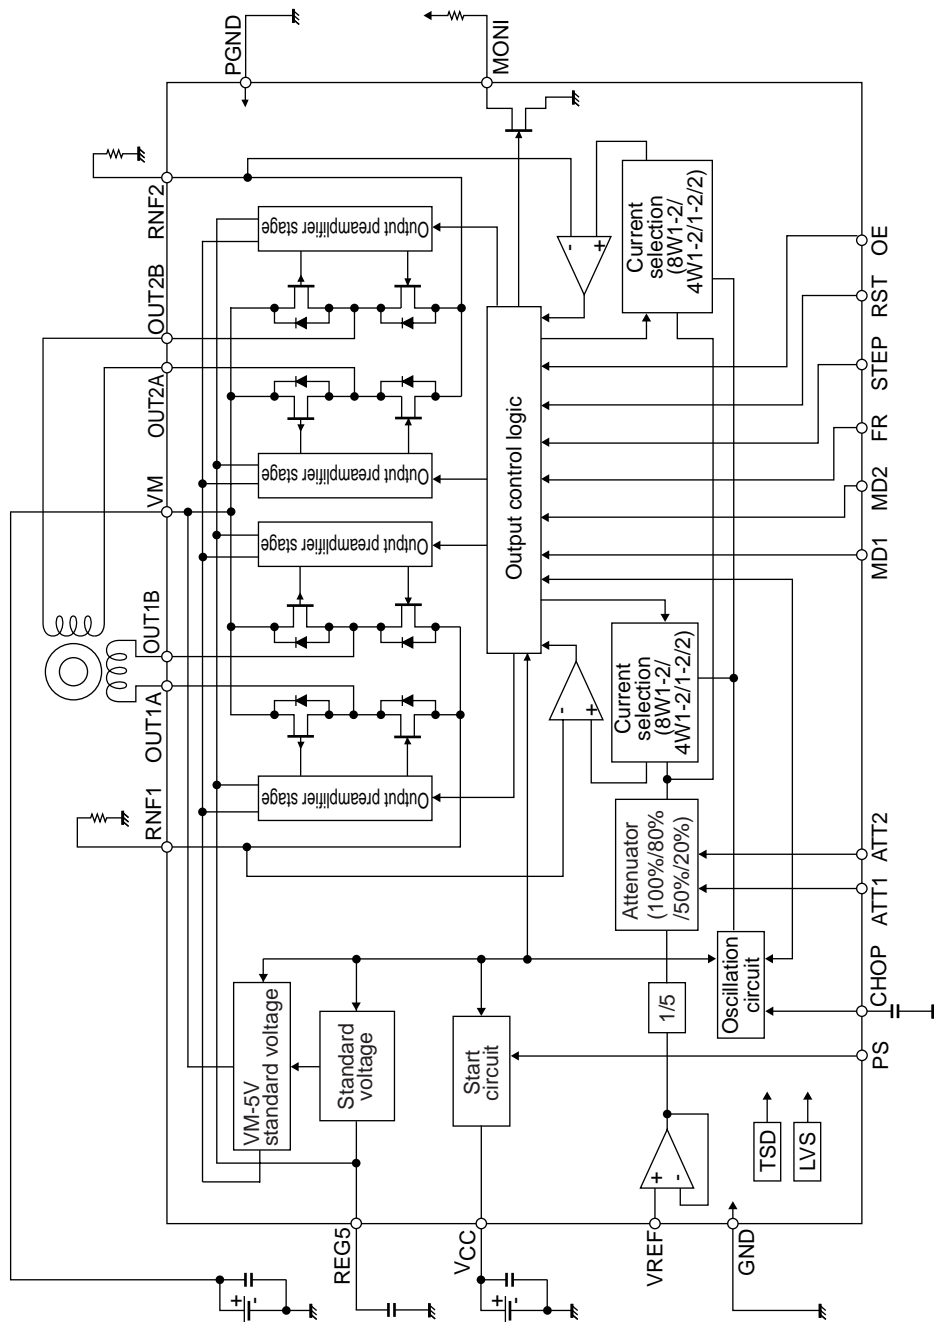 PGND
MONI
RNF2
OUT2B
OUT2A
VM
OUT1B
OUT1A
RNF1
Output preamplifier stage
Output preamplifier stage
Output preamplifier stage
Output preamplifier stage
Output control logic
+
-
Current
selection
(8W1-2/
4W1-2/1-2/2)
+
-
Current
selection
(8W1-2/
4W1-2/1-2/2)
OE
RST
STEP
FR
MD2
MD1
ATT2
ATT1
CHOP
PS
Attenuator
(100%/80%
/50%/20%)
Oscillation
circuit
1/5
VM-5V
standard voltage
Standard
voltage
Start
circuit
TSD
LVS
+
-
REG5
VCC
VREF
GND
+
-
+
-